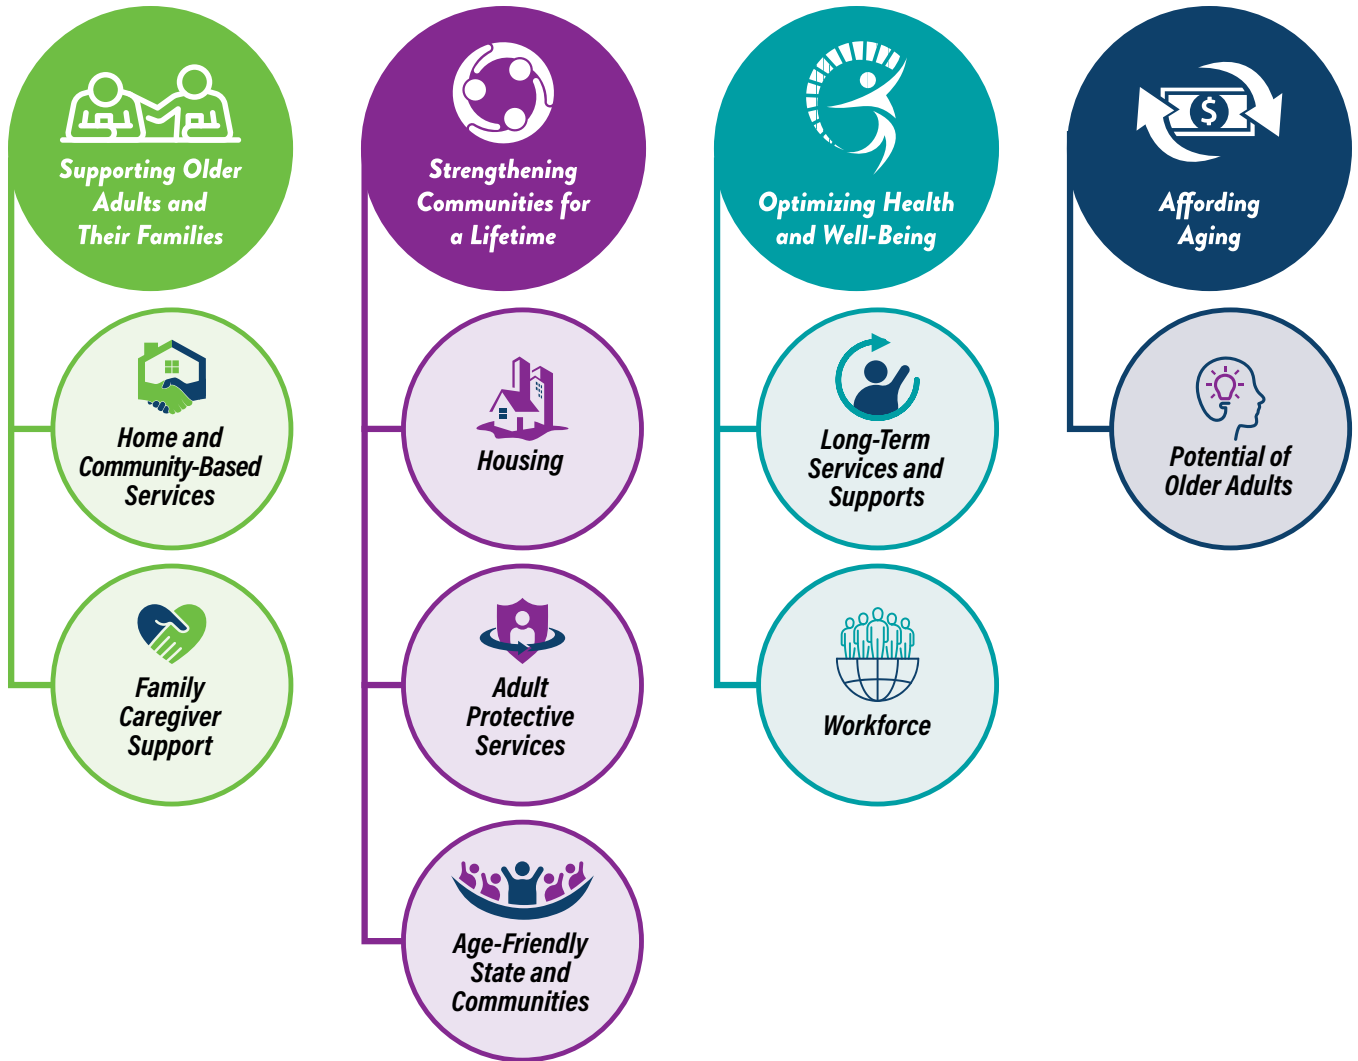 Supporting Older
Adults and
Their Families
Strengthening
Communities for
a Lifetime
Optimizing Health
and Well-Being
$
Affording
Aging
Home and
Community-Based
Services
Housing
Long-Term
Services and
Supports
Potential of
Older Adults
Family
Caregiver
Support
Adult
Protective
Services
Workforce
Age-Friendly
State and
Communities